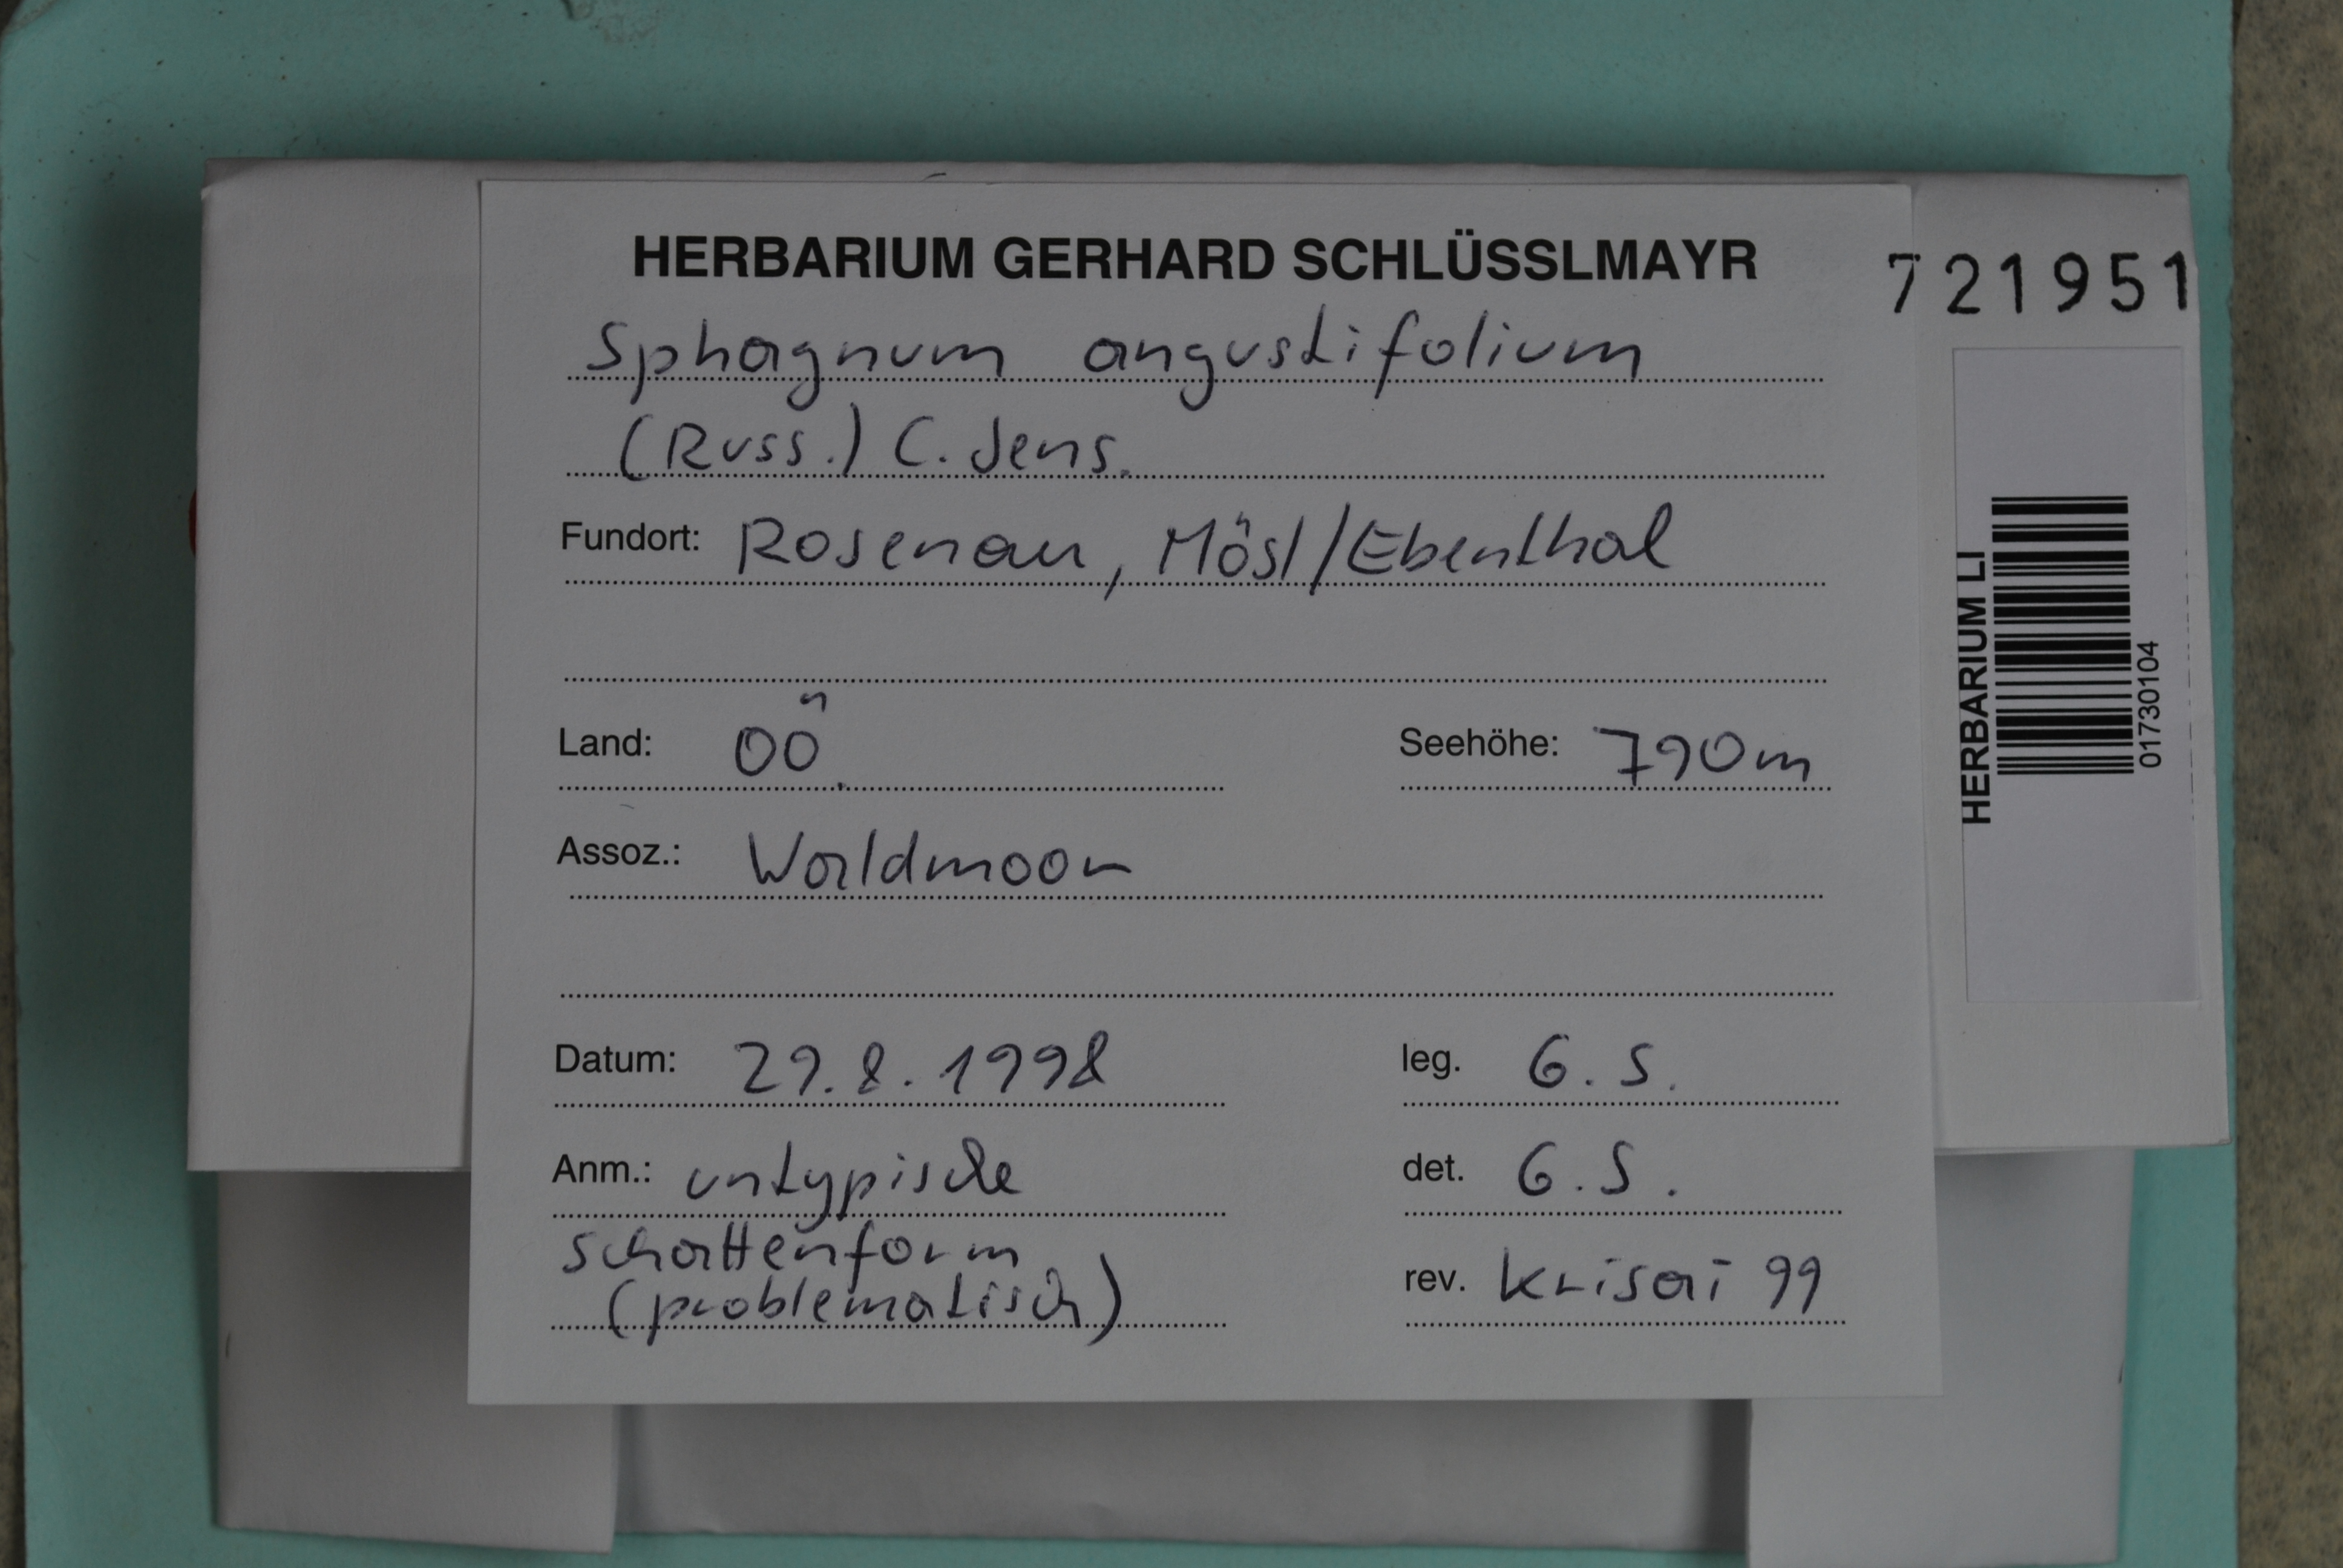 HERBARIUM GERHARD SCHLÜSSLMAYR
721951
Sphagnum angustifolium
(Russ.) C. Jens.
Fundort: Rosenau, Mösl/Ebenthal
Land: OÖ.
Seehöhe: 790m
Assoz.: Waldmoor
Datum: 29.8.1998
leg. G.S.
Anm.: untypische
det. G.S.
Schattenform
(problematisch)
rev. Krisai 99
HERBARIUM LI
01730104